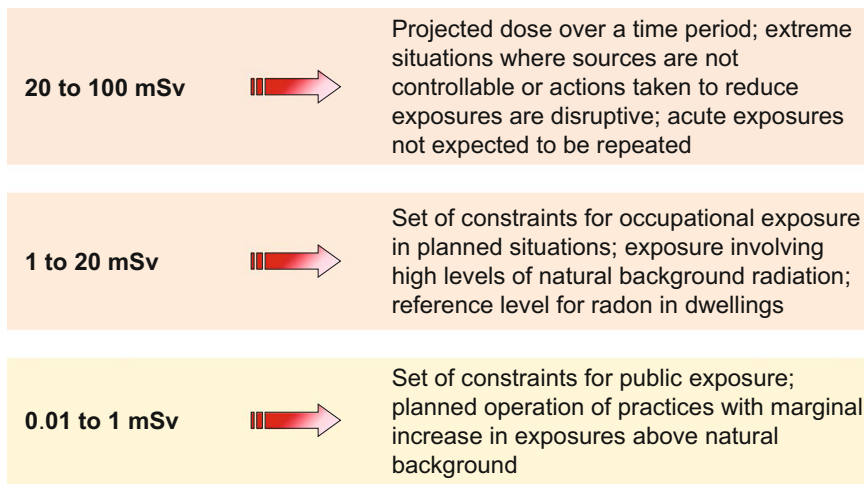 20 to 100 mSv
Projected dose over a time period; extreme
situations where sources are not
controllable or actions taken to reduce
exposures are disruptive; acute exposures
not expected to be repeated
1 to 20 mSv
Set of constraints for occupational exposure
in planned situations; exposure involving
high levels of natural background radiation;
reference level for radon in dwellings
0.01 to 1 mSv
Set of constraints for public exposure;
planned operation of practices with marginal
increase in exposures above natural
background